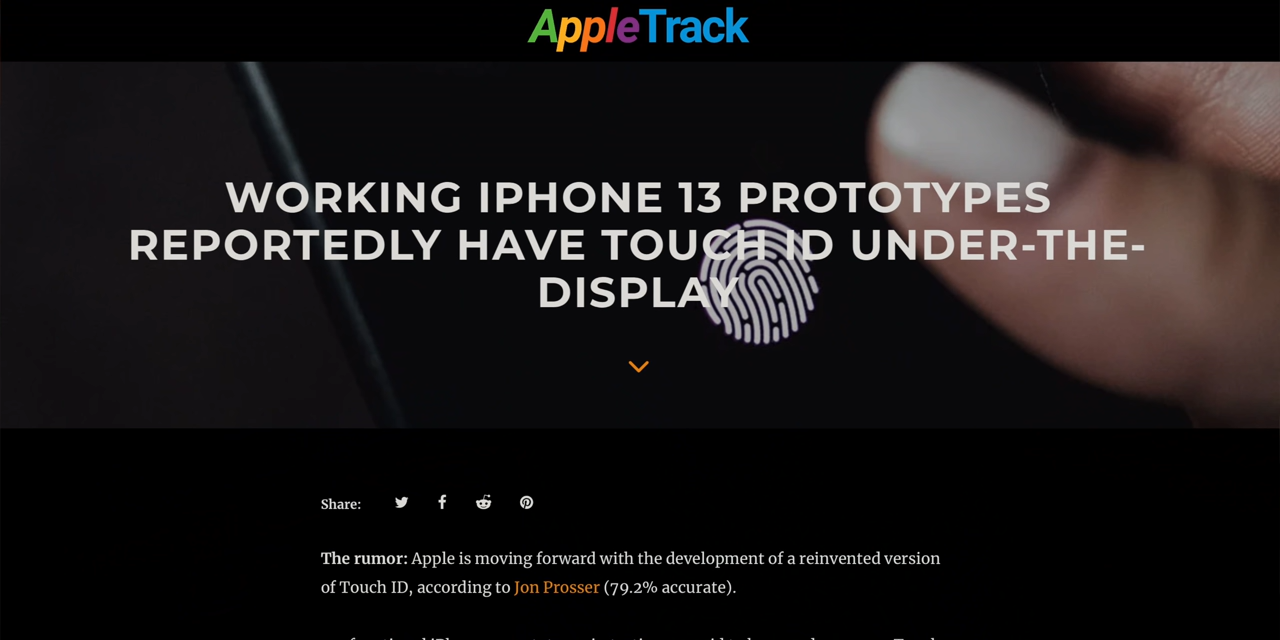 AppleTrack
WORKING IPHONE 13 PROTOTYPES
REPORTEDLY HAVE TOUCH ID UNDER-THE-
DISPLAY
Share:
The rumor: Apple is moving forward with the development of a reinvented version
of Touch ID, according to Jon Prosser (79.2% accurate).